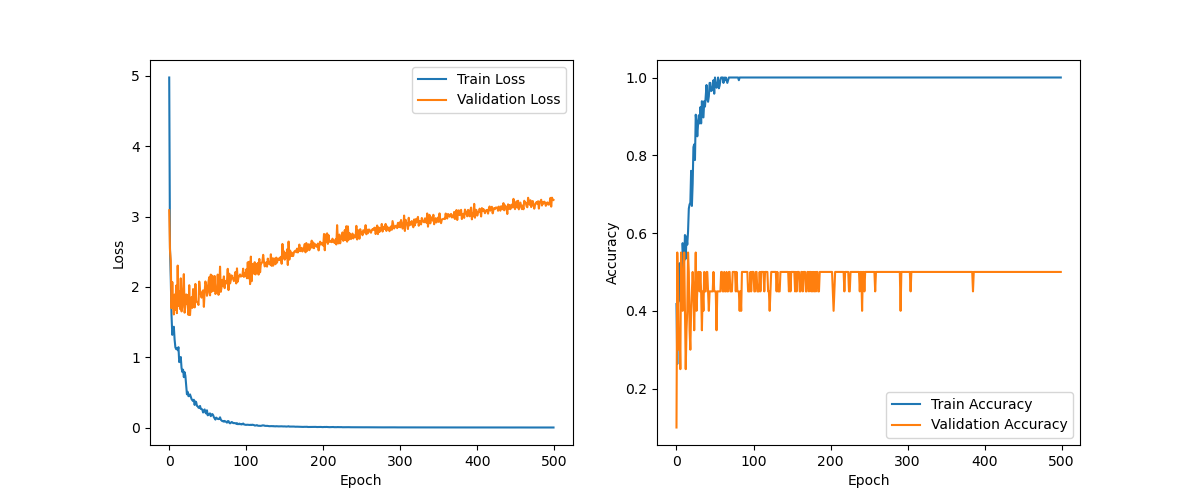 Train Loss
Validation Loss
5
4
3
2
1
0
Loss
0 100 200 300 400 500
Epoch
1.0
0.8
0.6
0.4
0.2
Accuracy
Train Accuracy
Validation Accuracy
0 100 200 300 400 500
Epoch